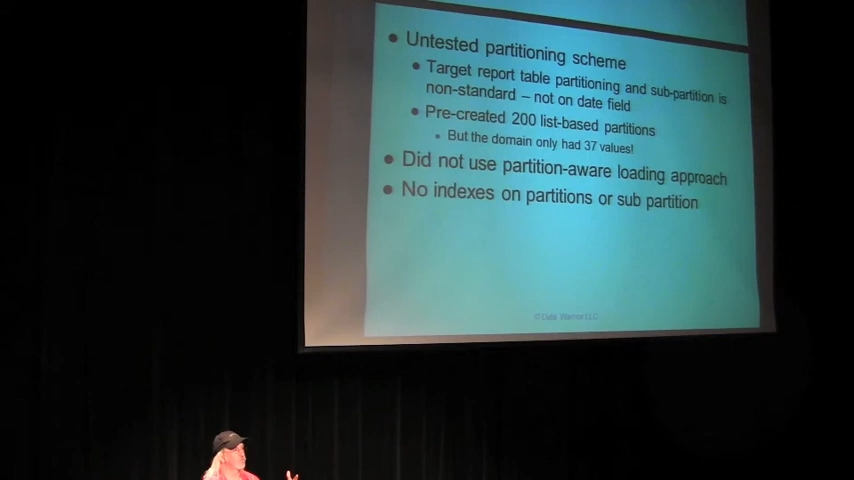 Untested partitioning scheme
Target report table partitioning and sub-partition is
non-standard – not on date field
Pre-created 200 list-based partitions
But the domain only had 37 values!
Did not use partition-aware loading approach
No indexes on partitions or sub partition
© Data Warrior LLC